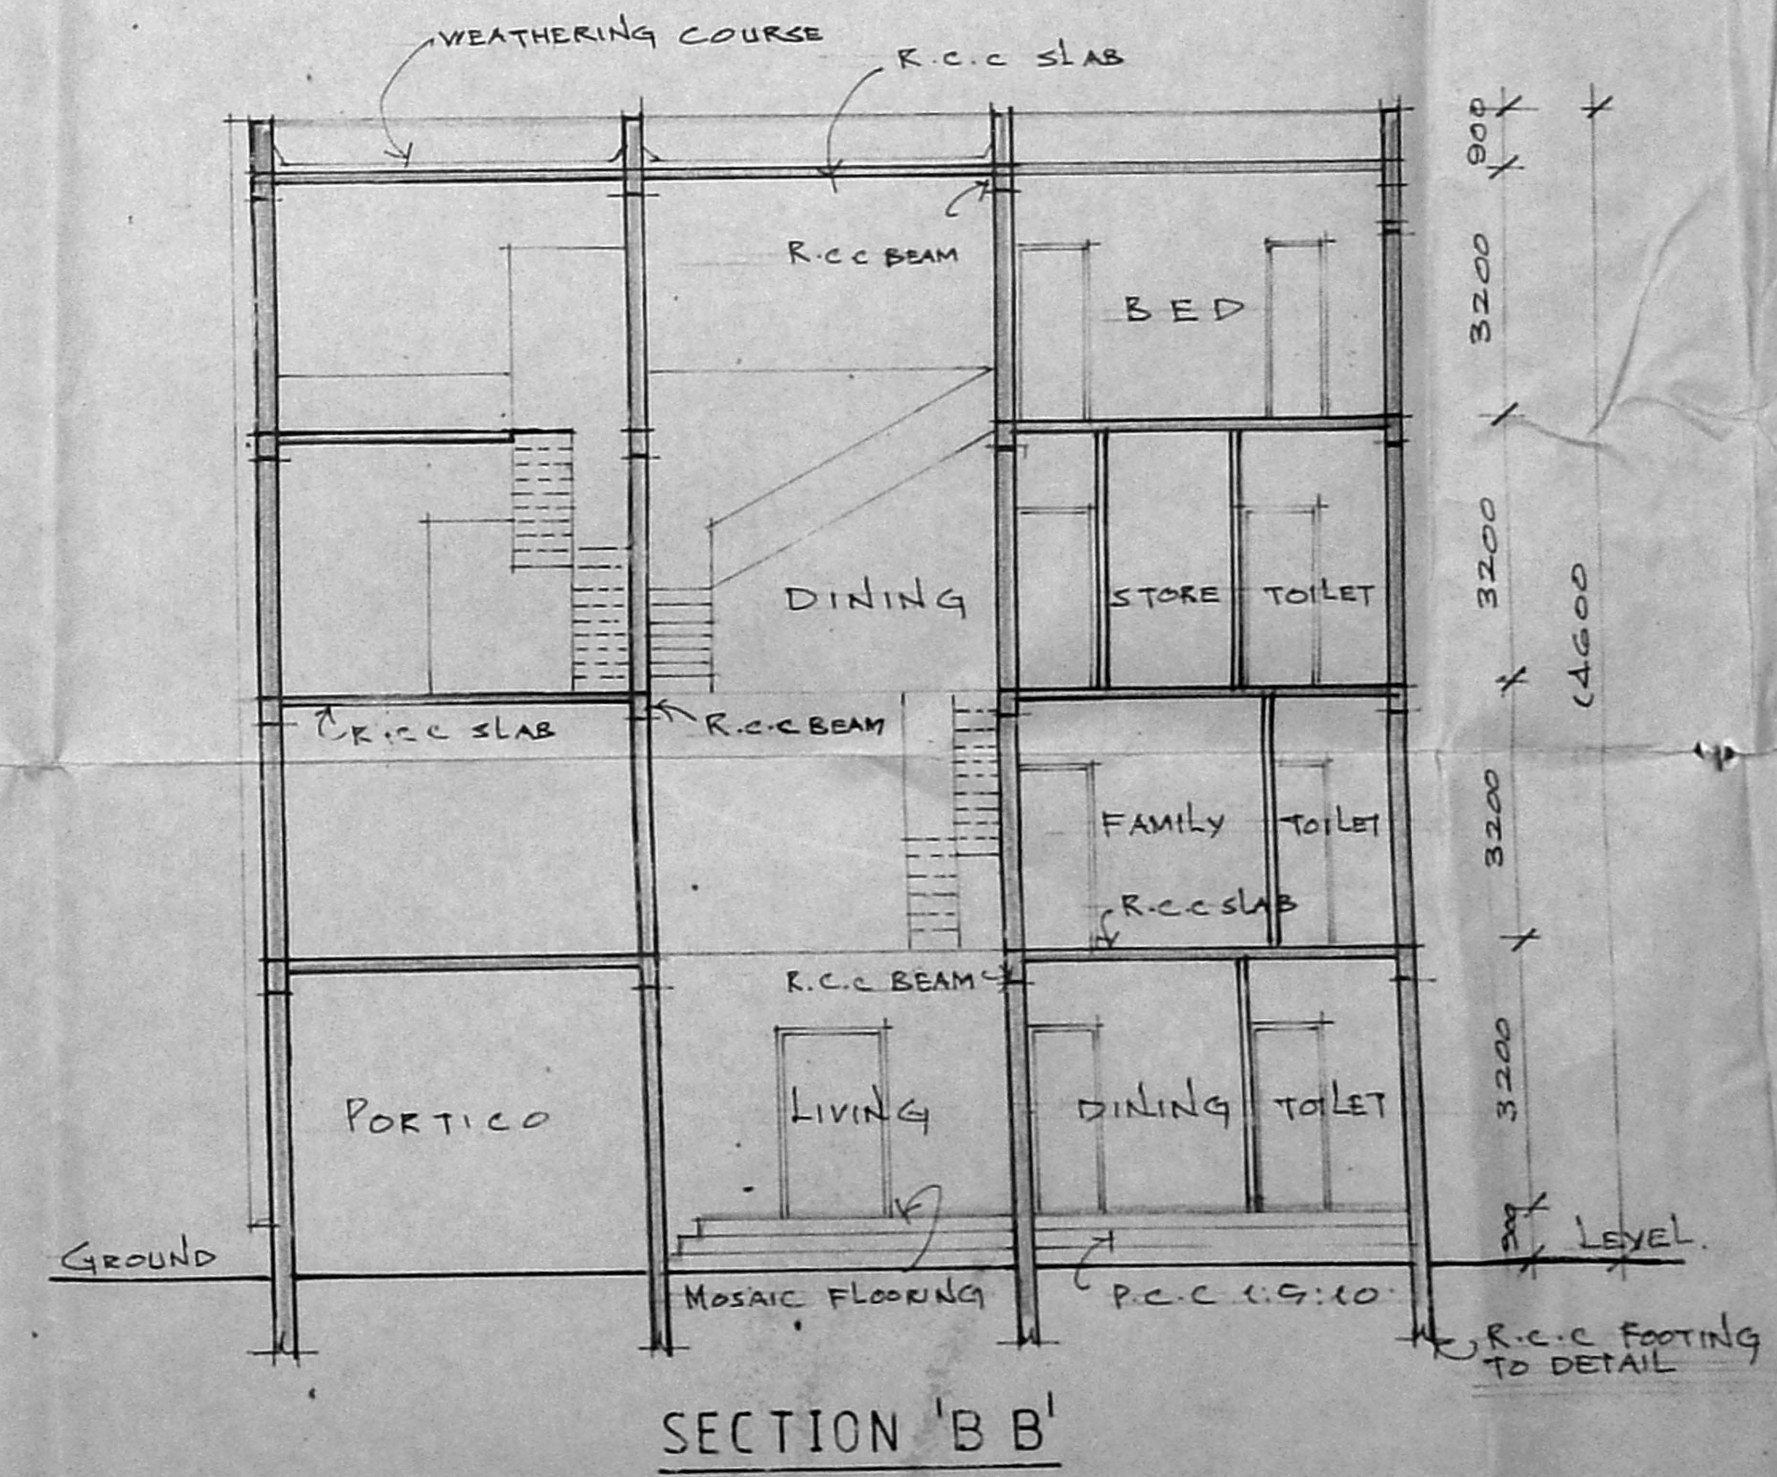 WEATHERING COURSE
R.C.C SLAB
900
R.C.C BEAM
BED
3200
DINING
STORE
TOILET
3200
14600
R.C.C SLAB
R.C.C BEAM
FAMILY
TOILET
3200
R.C.C SLAB
R.C.C BEAM
PORTICO
LIVING
DINING
TOILET
3200
GROUND
LEVEL.
MOSAIC FLOORING
P.C.C 1:5:10
R.C.C FOOTING
TO DETAIL
SECTION 'B B'